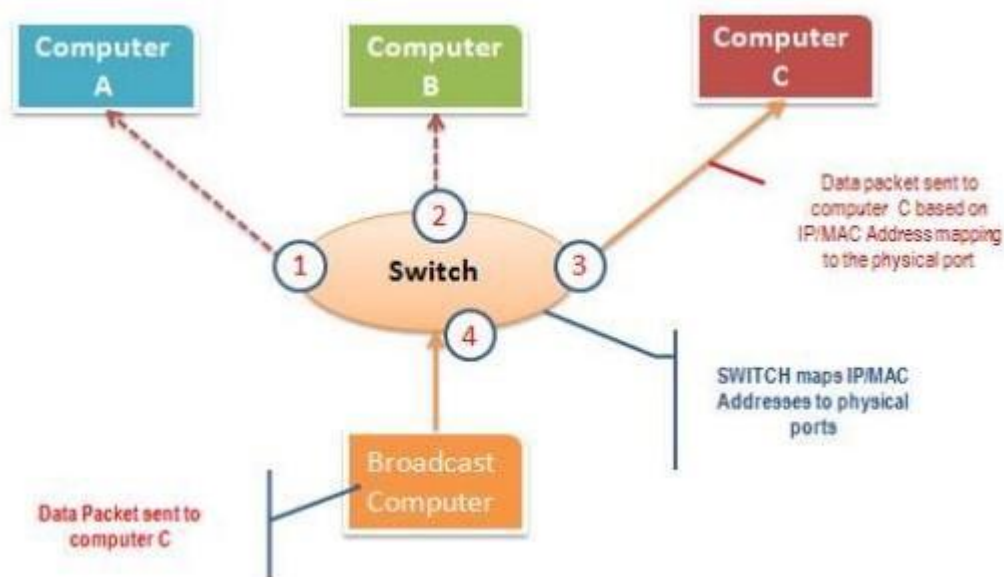 Computer
A
Computer
B
Computer
C
Data packet sent to
computer C based on
IP/MAC Address mapping
to the physical port
2
1
Switch
3
4
SWITCH maps IP/MAC
Addresses to physical
ports
Broadcast
Computer
Data Packet sent to
computer C